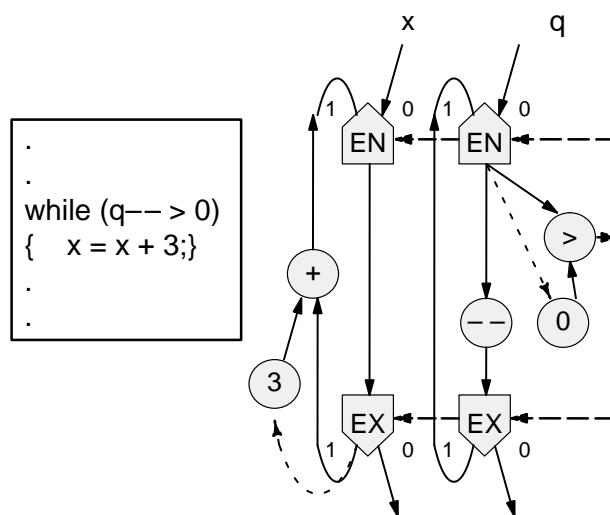 x q
1 0 1 0
EN EN
.
.
while (q−− > 0)
{ x = x + 3;}
.
.
>
+
−− 0
3
EX EX
1 0 1 0